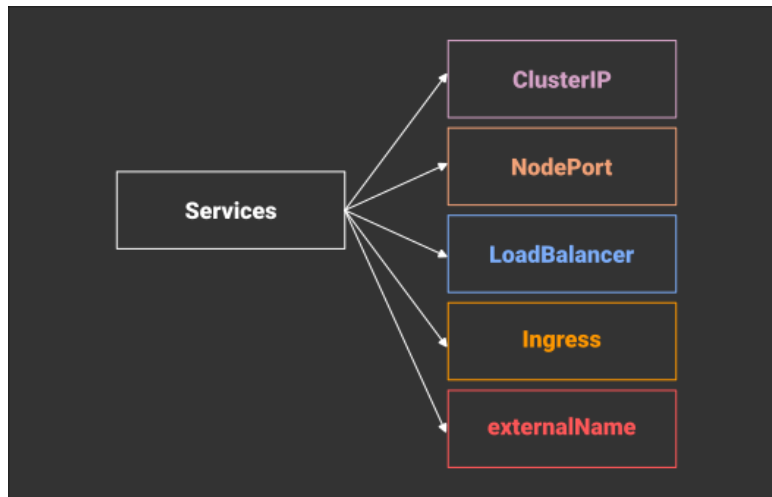 Services
ClusterIP
NodePort
LoadBalancer
Ingress
externalName